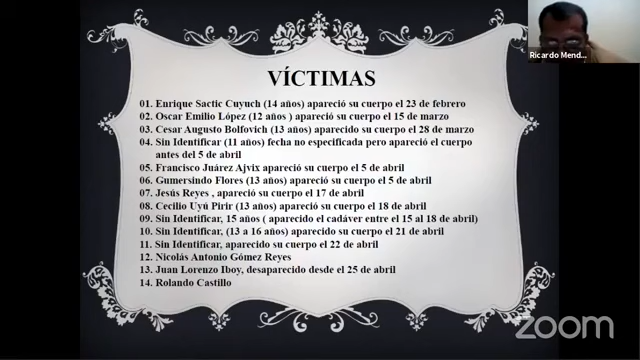 VÍCTIMAS
01. Enrique Sactic Cuyuch (14 años) apareció su cuerpo el 23 de febrero
02. Oscar Emilio López (12 años ) apareció su cuerpo el 15 de marzo
03. Cesar Augusto Bolfovich (13 años) aparecido su cuerpo el 28 de marzo
04. Sin Identificar (11 años) fecha no especificada pero apareció el cuerpo
antes del 5 de abril
05. Francisco Juárez Ajvix apareció su cuerpo el 5 de abril
06. Gumersindo Flores (13 años) apareció su cuerpo el 5 de abril
07. Jesús Reyes , apareció su cuerpo el 17 de abril
08. Cecilio Uyú Pirir (13 años) apareció su cuerpo el 18 de abril
09. Sin Identificar, 15 años ( aparecido el cadáver entre el 15 al 18 de abril)
10. Sin Identificar, (13 a 16 años) aparecido su cuerpo el 21 de abril
11. Sin Identificar, aparecido su cuerpo el 22 de abril
12. Nicolás Antonio Gómez Reyes
13. Juan Lorenzo Iboy, desaparecido desde el 25 de abril
14. Rolando Castillo
Ricardo Mend...
zoom